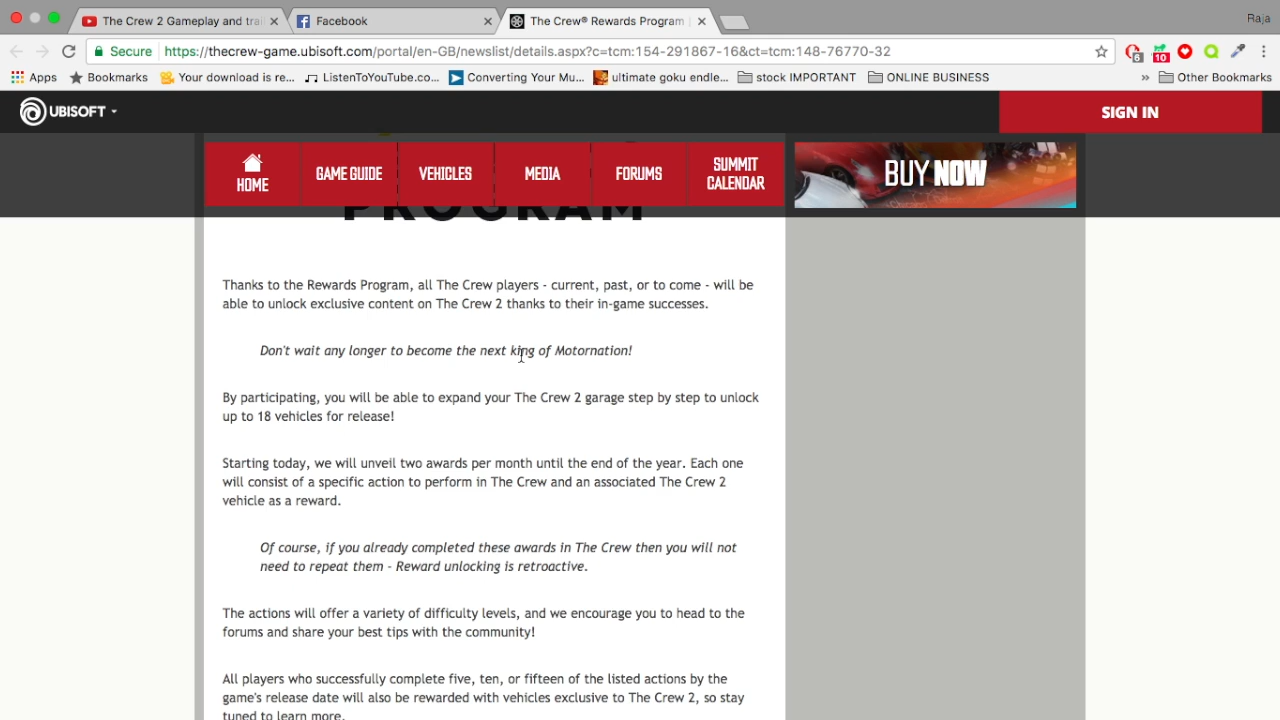 The Crew 2 Gameplay and trai
Facebook
The Crew® Rewards Program |
Raja
Secure
https://thecrew-game.ubisoft.com/portal/en-GB/newslist/details.aspx?c=tcm:154-291867-16&ct=tcm:148-76770-32
6
10
Apps
Bookmarks
Your download is re...
ListenToYouTube.co...
Converting Your Mu...
ultimate goku endle...
stock IMPORTANT
ONLINE BUSINESS
»
Other Bookmarks
UBISOFT
SIGN IN
HOME
GAME GUIDE
VEHICLES
MEDIA
FORUMS
SUMMIT
CALENDAR
BUY NOW
PROGRAM
Thanks to the Rewards Program, all The Crew players - current, past, or to come - will be
able to unlock exclusive content on The Crew 2 thanks to their in-game successes.
Don't wait any longer to become the next king of Motornation!
By participating, you will be able to expand your The Crew 2 garage step by step to unlock
up to 18 vehicles for release!
Starting today, we will unveil two awards per month until the end of the year. Each one
will consist of a specific action to perform in The Crew and an associated The Crew 2
vehicle as a reward.
Of course, if you already completed these awards in The Crew then you will not
need to repeat them - Reward unlocking is retroactive.
The actions will offer a variety of difficulty levels, and we encourage you to head to the
forums and share your best tips with the community!
All players who successfully complete five, ten, or fifteen of the listed actions by the
game's release date will also be rewarded with vehicles exclusive to The Crew 2, so stay
tuned to learn more.